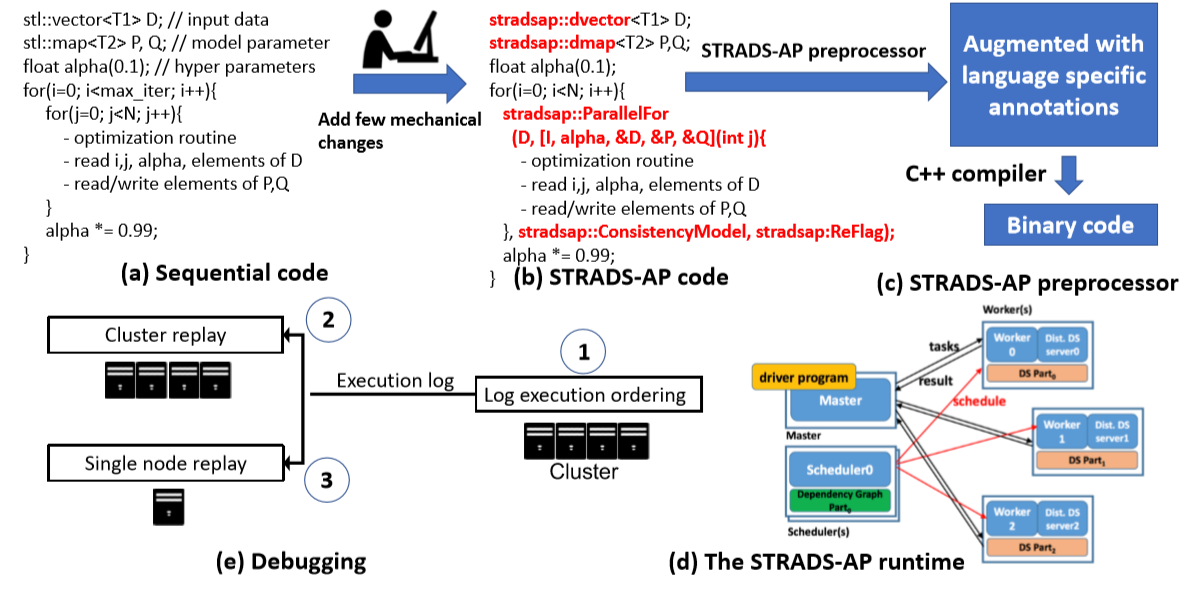 stl::vector<T1> D; // input data
stl::map<T2> P, Q; // model parameter
float alpha(0.1); // hyper parameters
for(i=0; i<max_iter; i++){
for(j=0; j<N; j++){
- optimization routine
- read i,j, alpha, elements of D
- read/write elements of P,Q
}
alpha *= 0.99;
}
(a) Sequential code
Add few mechanical
changes
stradsap::dvector<T1> D;
stradsap::dmap<T2> P,Q;
float alpha(0.1);
for(i=0; i<N; i++){
stradsap::ParallelFor
(D, [I, alpha, &D, &P, &Q](int j){
- optimization routine
- read i,j, alpha, elements of D
- read/write elements of P,Q
}, stradsap::ConsistencyModel, stradsap:ReFlag);
alpha *= 0.99;
}
(b) STRADS-AP code
STRADS-AP preprocessor
Augmented with
language specific
annotations
C++ compiler
Binary code
(c) STRADS-AP preprocessor
Cluster replay
2
Execution log
1
Log execution ordering
Cluster
Single node replay
3
(e) Debugging
Worker(s)
Worker
0
Dist. DS
server0
DS Part0
tasks
result
schedule
driver program
Master
Master
Worker
1
Dist. DS
server1
DS Part1
Scheduler0
Dependency Graph
Part0
Scheduler(s)
Worker
2
Dist. DS
server2
DS Part2
(d) The STRADS-AP runtime